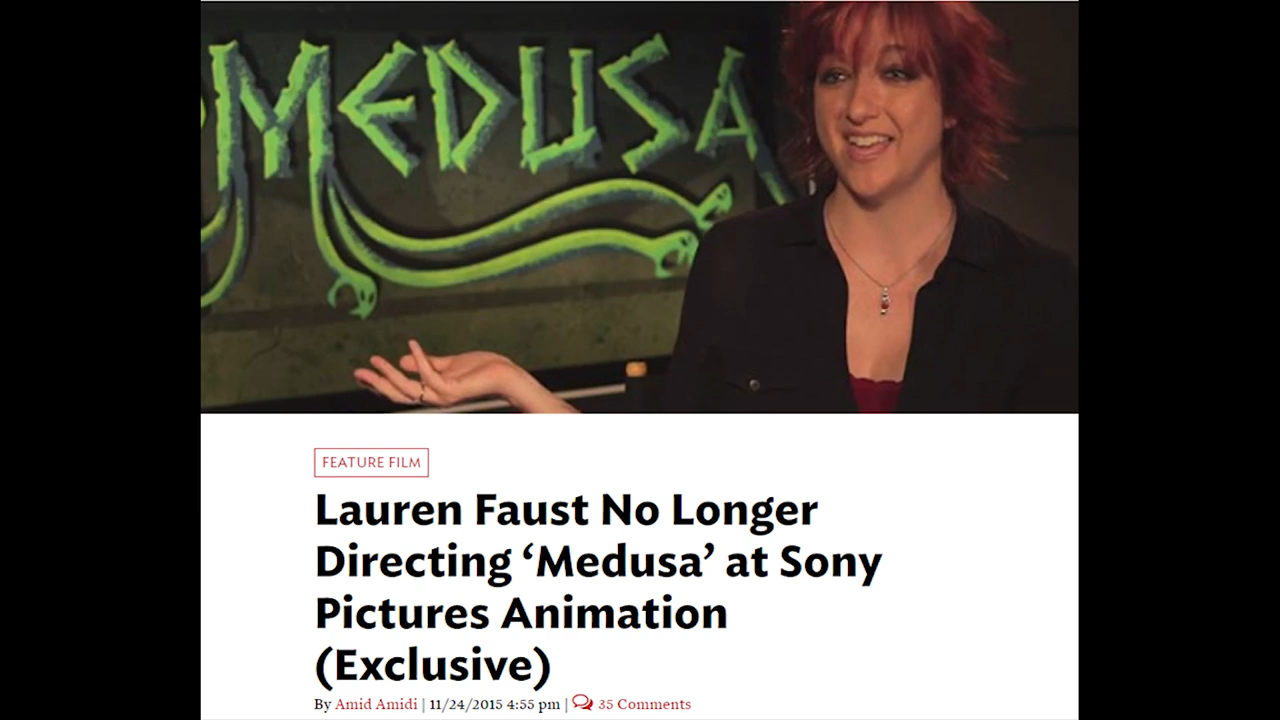 MEDUSA
FEATURE FILM
Lauren Faust No Longer
Directing ‘Medusa’ at Sony
Pictures Animation
(Exclusive)
By Amid Amidi | 11/24/2015 4:55 pm | 35 Comments